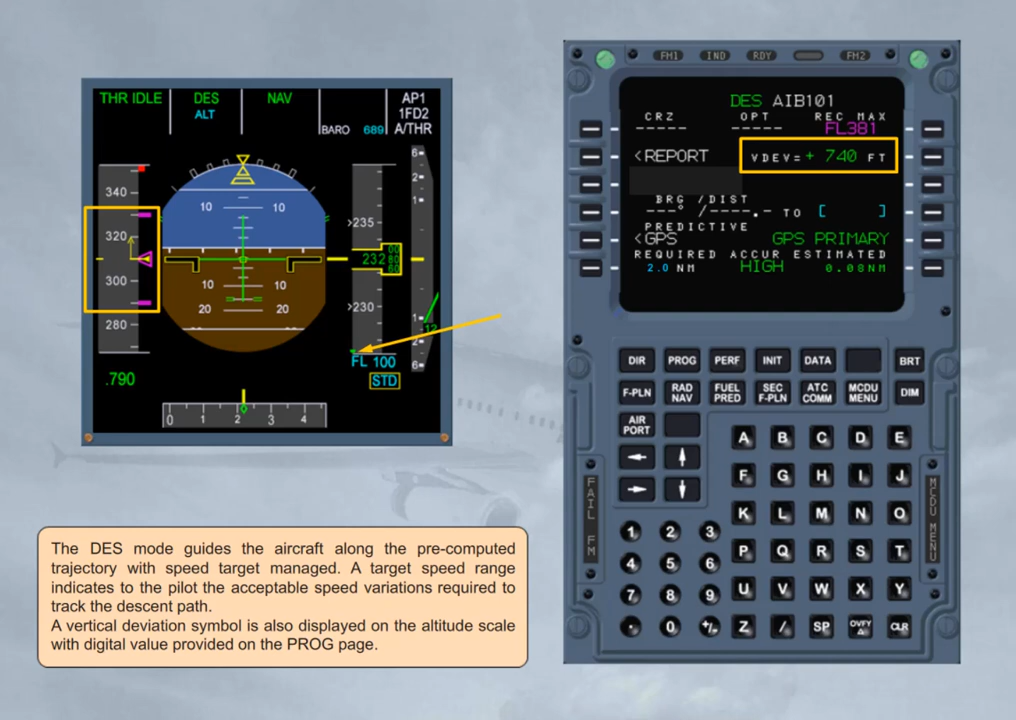 THR IDLE DES NAV AP1
ALT 1FD2
BARO 689 A/THR
340
320
300
280
.790
10 10
10 10
20 20
6
2
1
235
232
00
80
60
230
1
12
2
6
FL 100
STD
0 1 2 3 4
FM1 IND RDY FM2
DES AIB101
CRZ OPT REC MAX
----- ----- FL381
<REPORT VDEV=+ 740 FT
BRG /DIST
---° /----.- TO [ ]
PREDICTIVE
<GPS GPS PRIMARY
REQUIRED ACCUR ESTIMATED
2.0 NM HIGH 0.08NM
DIR PROG PERF INIT DATA BRT
F-PLN RAD NAV FUEL PRED SEC F-PLN ATC COMM MCDU MENU DIM
AIR PORT
A B C D E
F G H I J
K L M N O
P Q R S T
U V W X Y
Z / SP OVFY Δ CLR
1 2 3
4 5 6
7 8 9
. 0 +/-
FAIL FM
MCDU MENU
The DES mode guides the aircraft along the pre-computed
trajectory with speed target managed. A target speed range
indicates to the pilot the acceptable speed variations required to
track the descent path.
A vertical deviation symbol is also displayed on the altitude scale
with digital value provided on the PROG page.